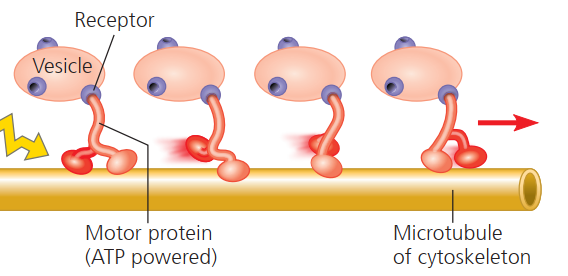 Receptor
Vesicle
Motor protein
(ATP powered)
Microtubule
of cytoskeleton